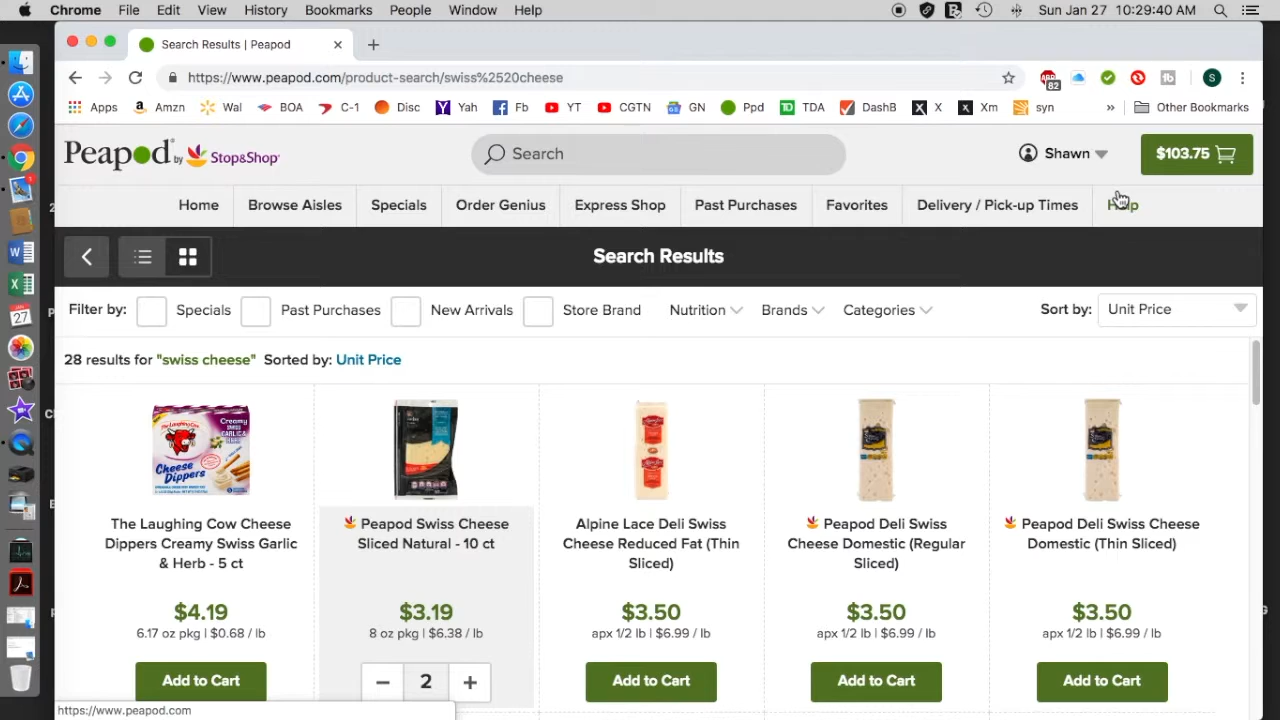 Chrome File Edit View History Bookmarks People Window Help Sun Jan 27 10:29:40 AM
Search Results | Peapod
https://www.peapod.com/product-search/swiss%2520cheese
82
S
Apps Amzn Wal BOA C-1 Disc Yah Fb YT CGTN GN Ppd TDA DashB X Xm syn » Other Bookmarks
Peapod by Stop&Shop Search Shawn $103.75
Home Browse Aisles Specials Order Genius Express Shop Past Purchases Favorites Delivery / Pick-up Times Help
Search Results
Filter by: Specials Past Purchases New Arrivals Store Brand Nutrition Brands Categories Sort by: Unit Price
28 results for "swiss cheese" Sorted by: Unit Price
The Laughing Cow Cheese
Dippers Creamy Swiss Garlic
& Herb - 5 ct
$4.19
6.17 oz pkg | $0.68 / lb
Add to Cart
Peapod Swiss Cheese
Sliced Natural - 10 ct
$3.19
8 oz pkg | $6.38 / lb
2
Alpine Lace Deli Swiss
Cheese Reduced Fat (Thin
Sliced)
$3.50
apx 1/2 lb | $6.99 / lb
Add to Cart
Peapod Deli Swiss
Cheese Domestic (Regular
Sliced)
$3.50
apx 1/2 lb | $6.99 / lb
Add to Cart
Peapod Deli Swiss Cheese
Domestic (Thin Sliced)
$3.50
apx 1/2 lb | $6.99 / lb
Add to Cart
https://www.peapod.com